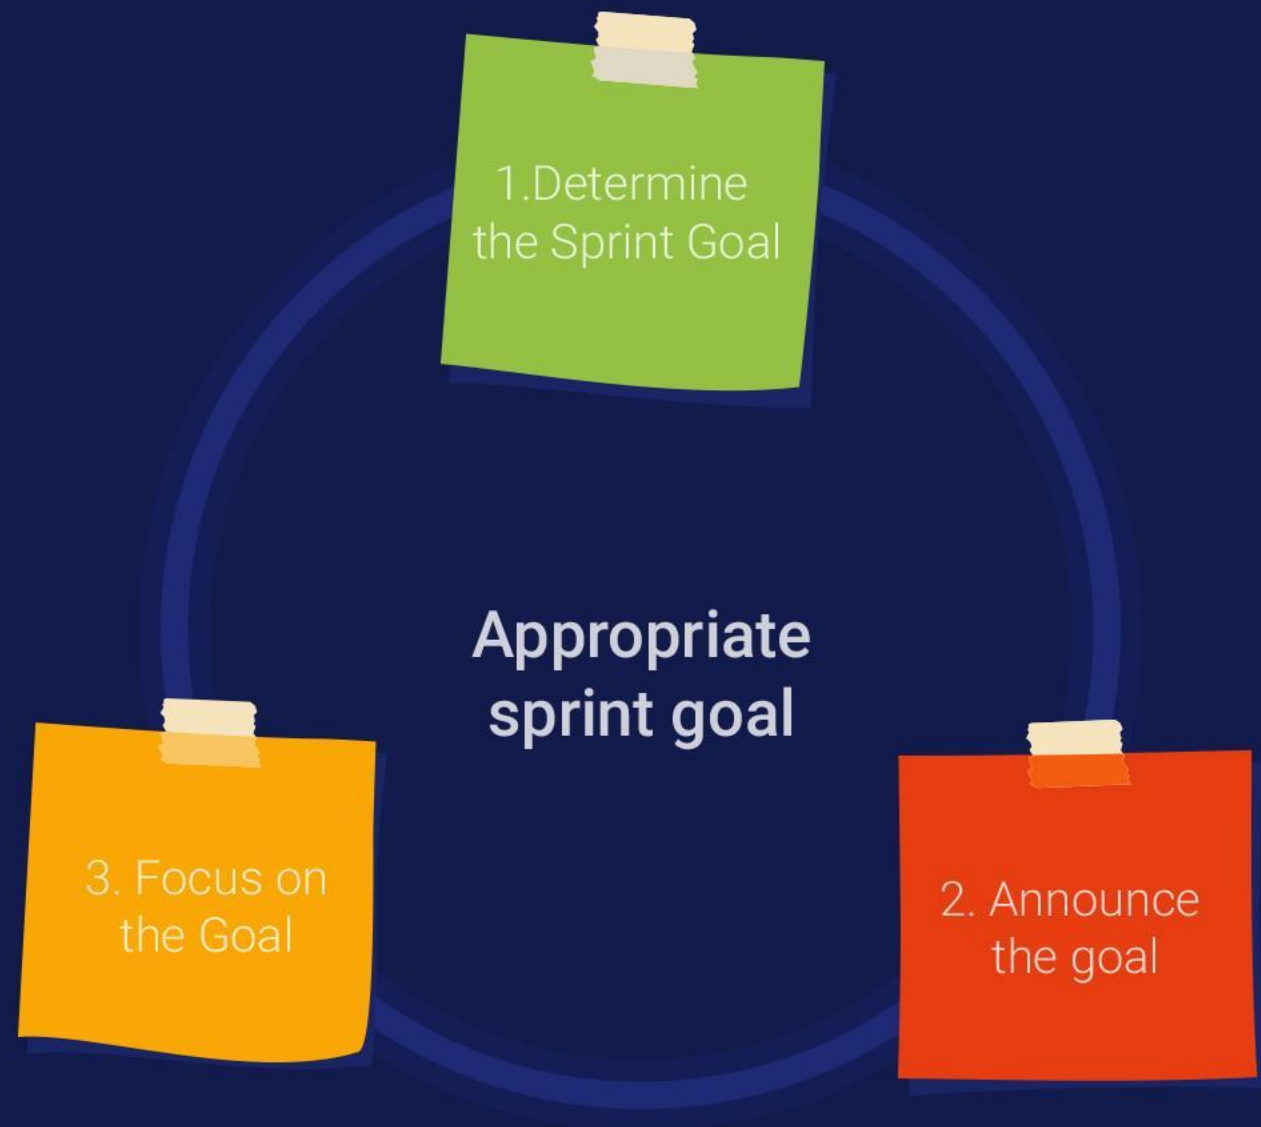 1.Determine
the Sprint Goal
Appropriate
sprint goal
2. Announce
the goal
3. Focus on
the Goal